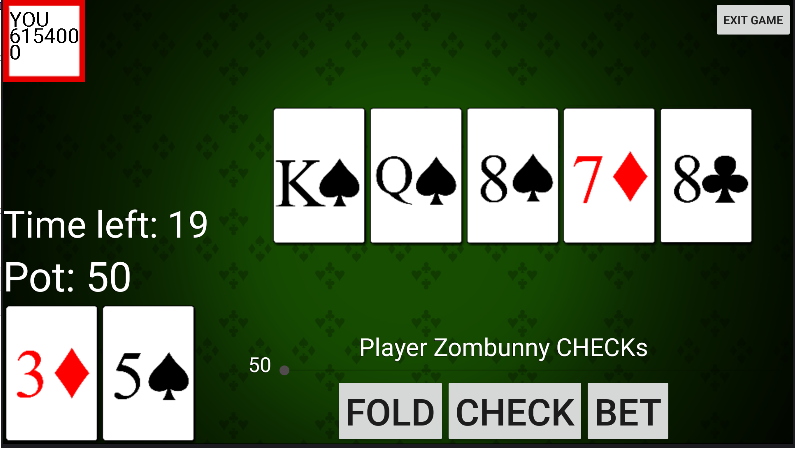 YOU
615400
0
EXIT GAME
K♠ Q♠ 8♠ 7♦ 8♣
Time left: 19
Pot: 50
3♦ 5♠
Player Zombunny CHECKs
50
FOLD CHECK BET